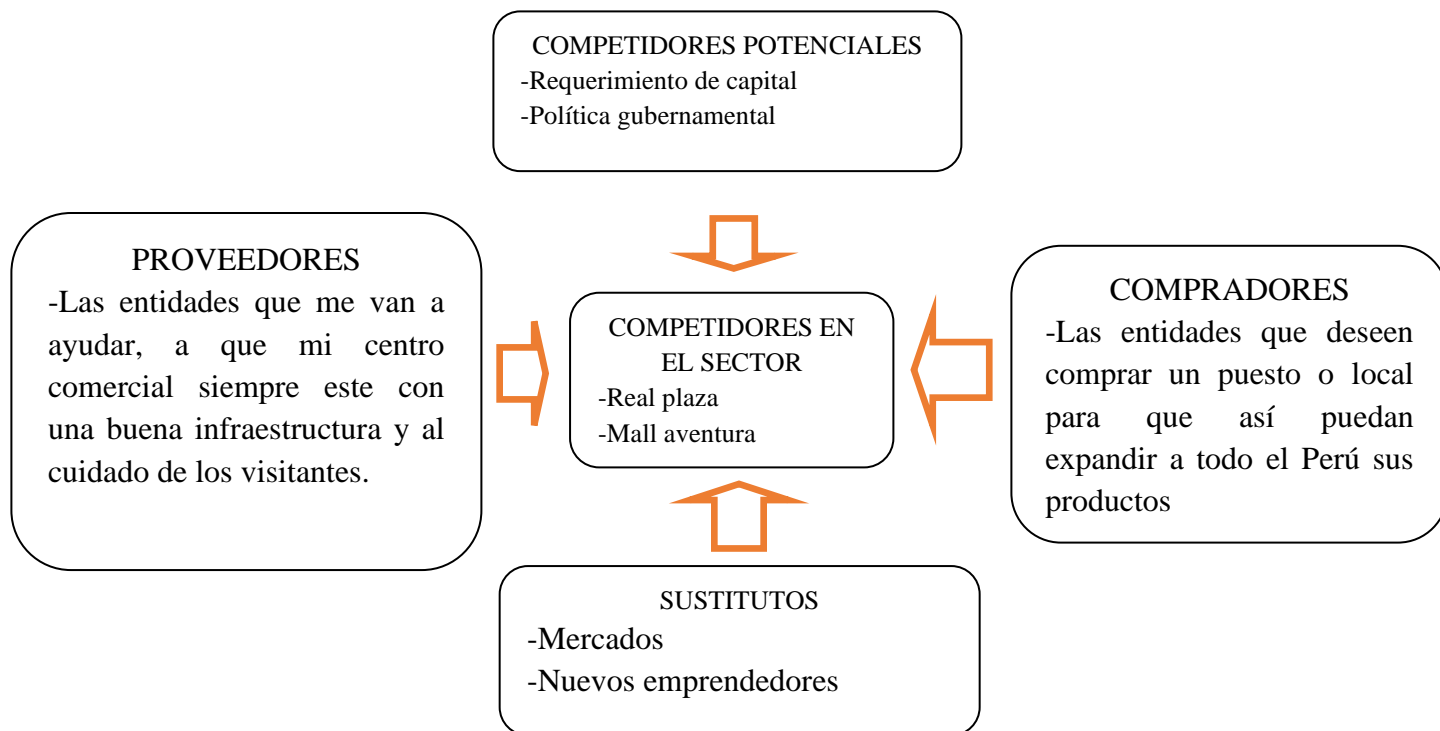 COMPETIDORES POTENCIALES
-Requerimiento de capital
-Política gubernamental
PROVEEDORES
-Las entidades que me van a
ayudar, a que mi centro
comercial siempre este con
una buena infraestructura y al
cuidado de los visitantes.
COMPETIDORES EN
EL SECTOR
-Real plaza
-Mall aventura
COMPRADORES
-Las entidades que deseen
comprar un puesto o local
para que así puedan
expandir a todo el Perú sus
productos
SUSTITUTOS
-Mercados
-Nuevos emprendedores